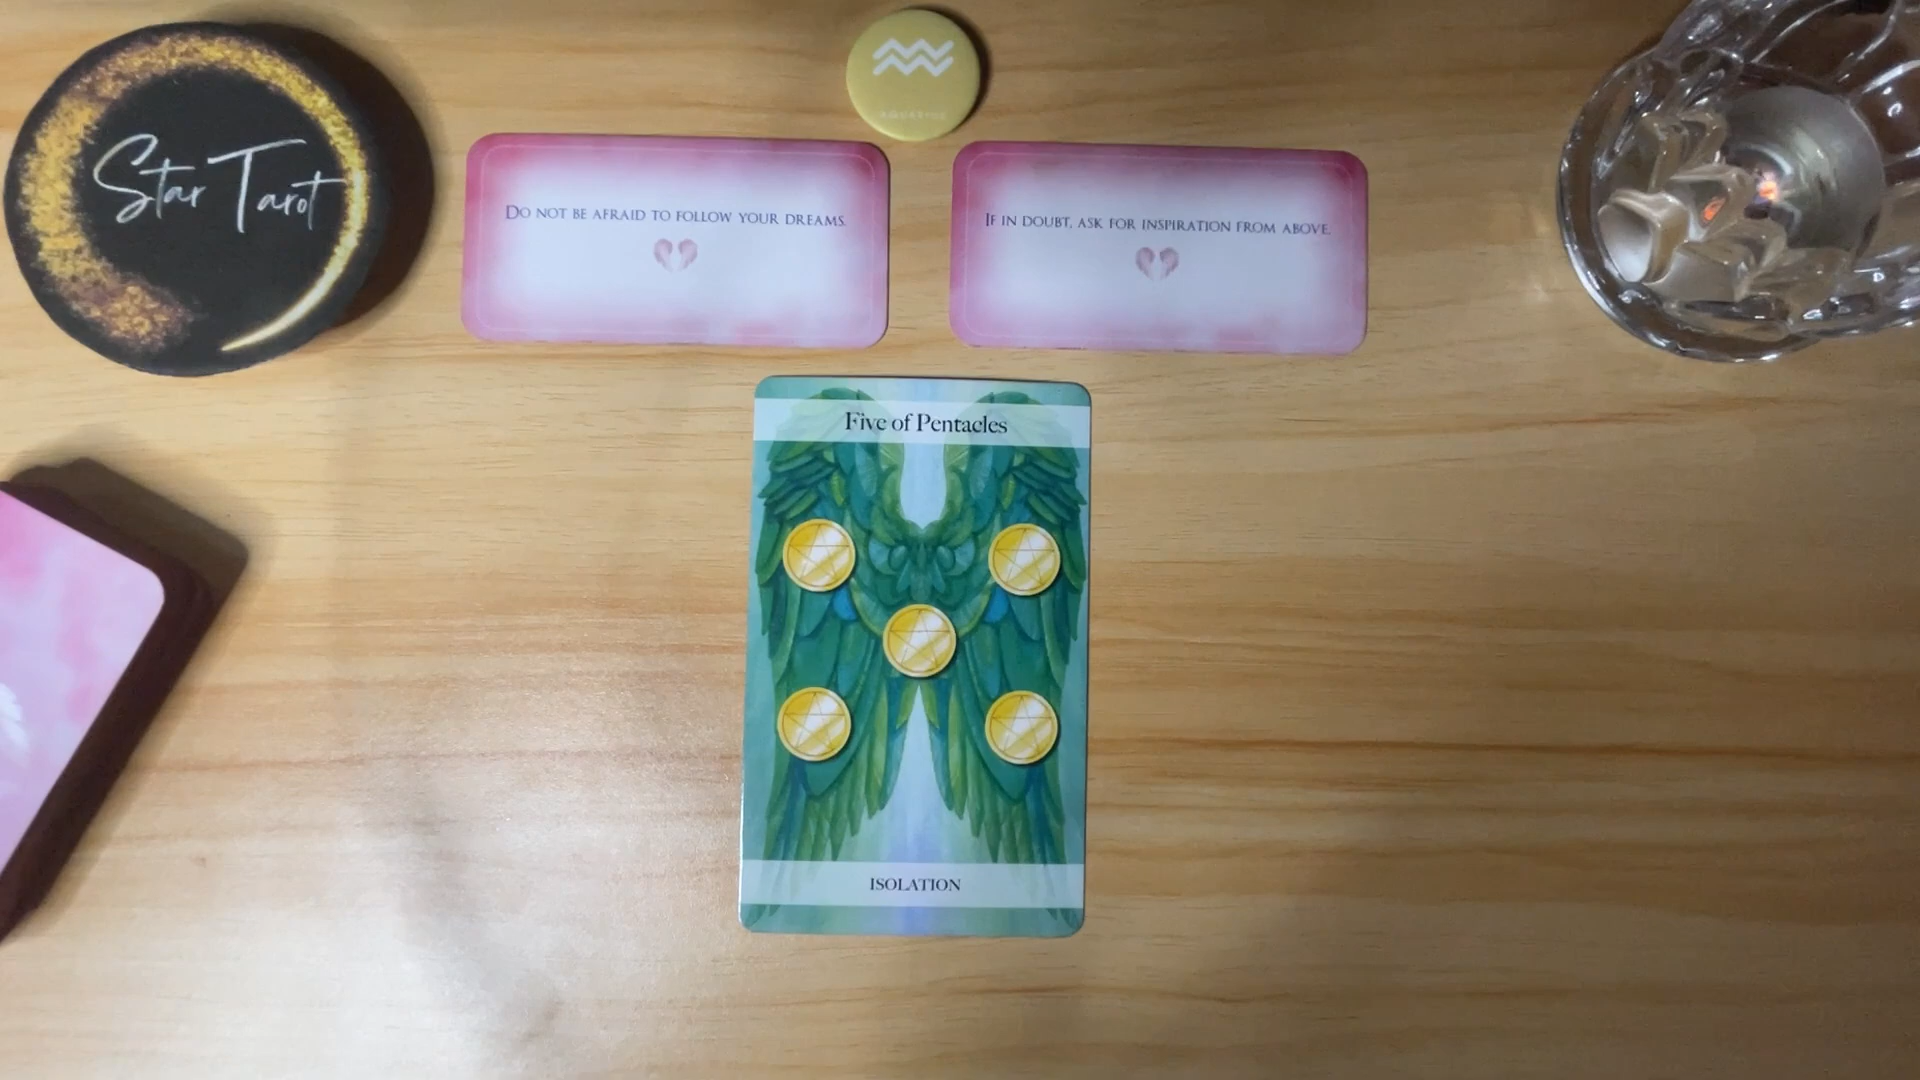 Star Tarot
AQUARIUS
DO NOT BE AFRAID TO FOLLOW YOUR DREAMS.
IF IN DOUBT, ASK FOR INSPIRATION FROM ABOVE.
Five of Pentacles
ISOLATION